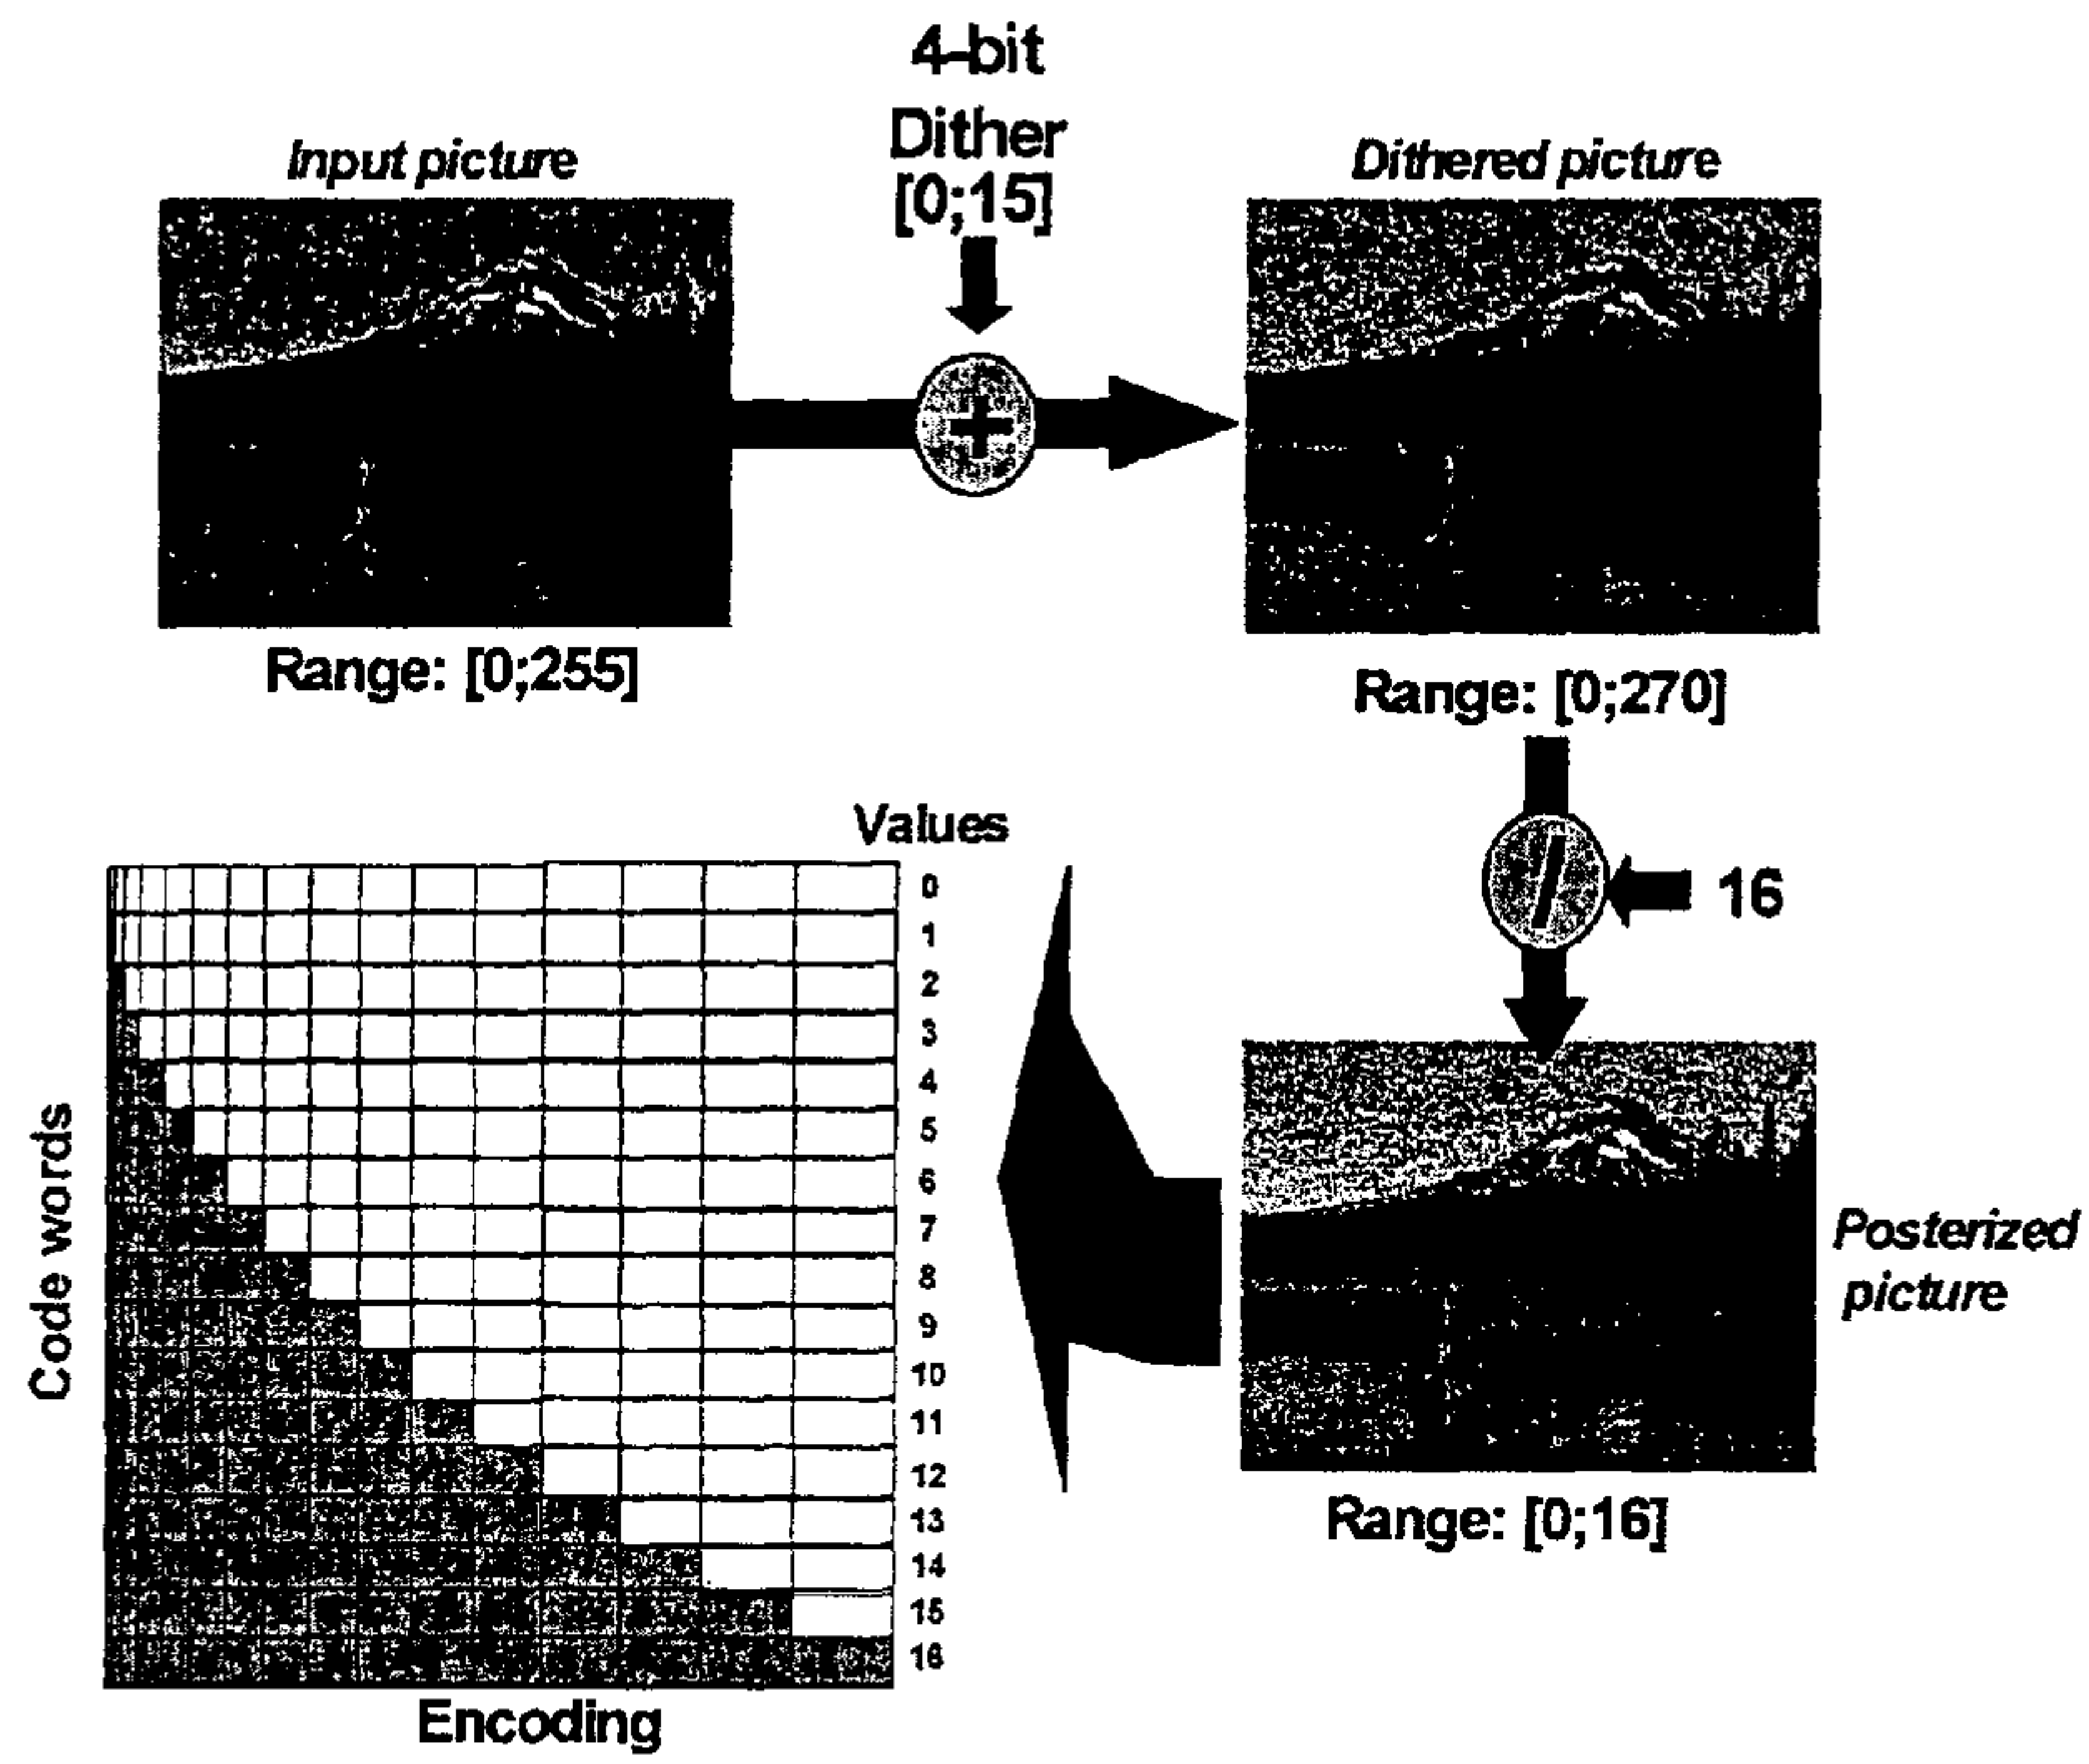 4-bit
Dither
[0;15]
Input picture
Dithered picture
+
Range: [0;255]
Range: [0;270]
/
16
Values
0
1
2
3
4
5
6
7
8
9
10
11
12
13
14
15
16
Code words
Encoding
Posterized
picture
Range: [0;16]